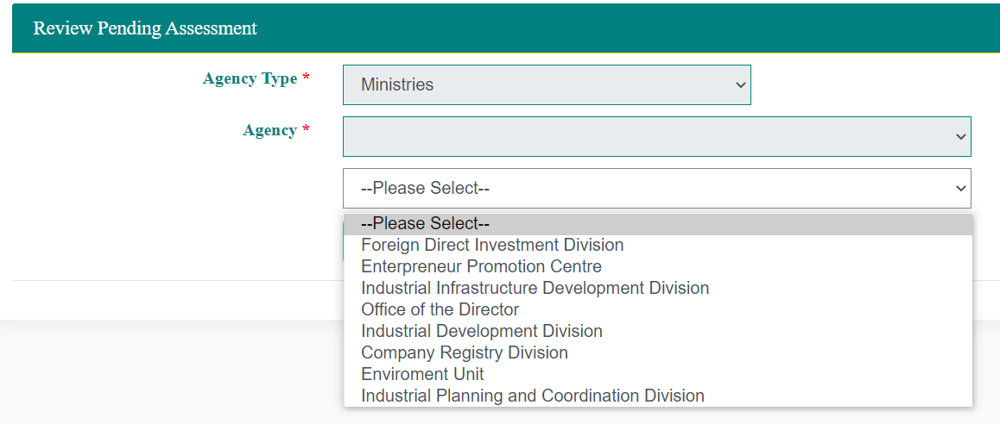 Review Pending Assessment
Agency Type *
Ministries
Agency *
--Please Select--
--Please Select--
Foreign Direct Investment Division
Enterpreneur Promotion Centre
Industrial Infrastructure Development Division
Office of the Director
Industrial Development Division
Company Registry Division
Enviroment Unit
Industrial Planning and Coordination Division